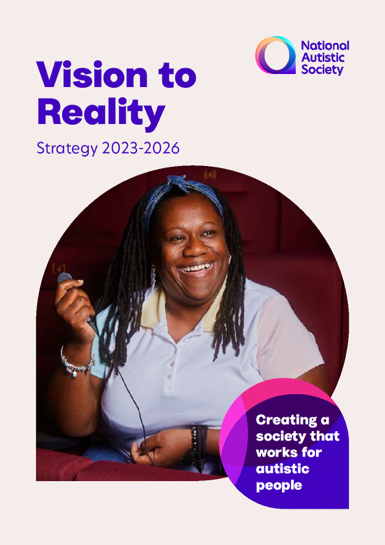 National
Autistic
Society
Vision to
Reality
Strategy 2023-2026
Creating a
society that
works for
autistic
people